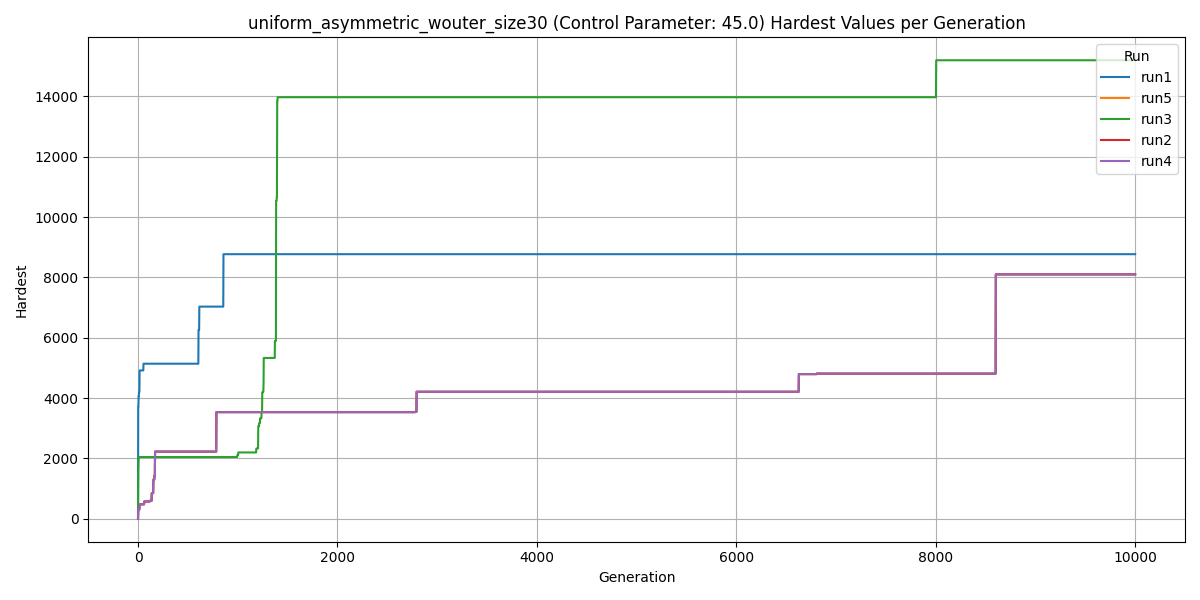 uniform_asymmetric_wouter_size30 (Control Parameter: 45.0) Hardest Values per Generation
Run
run1
run5
run3
run2
run4
14000
12000
10000
8000
6000
4000
2000
0
Hardest
0 2000 4000 6000 8000 10000
Generation